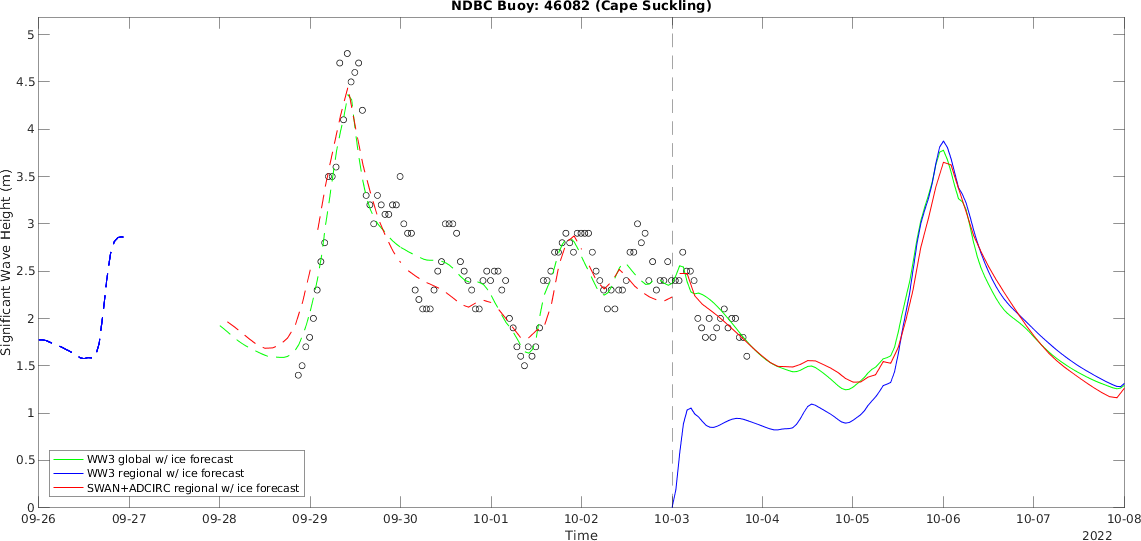 NDBC Buoy: 46082 (Cape Suckling)
Significant Wave Height (m)
5
4.5
4
3.5
3
2.5
2
1.5
1
0.5
0
WW3 global w/ ice forecast
WW3 regional w/ ice forecast
SWAN+ADCIRC regional w/ ice forecast
09-26 09-27 09-28 09-29 09-30 10-01 10-02 10-03 10-04 10-05 10-06 10-07 10-08
Time
2022